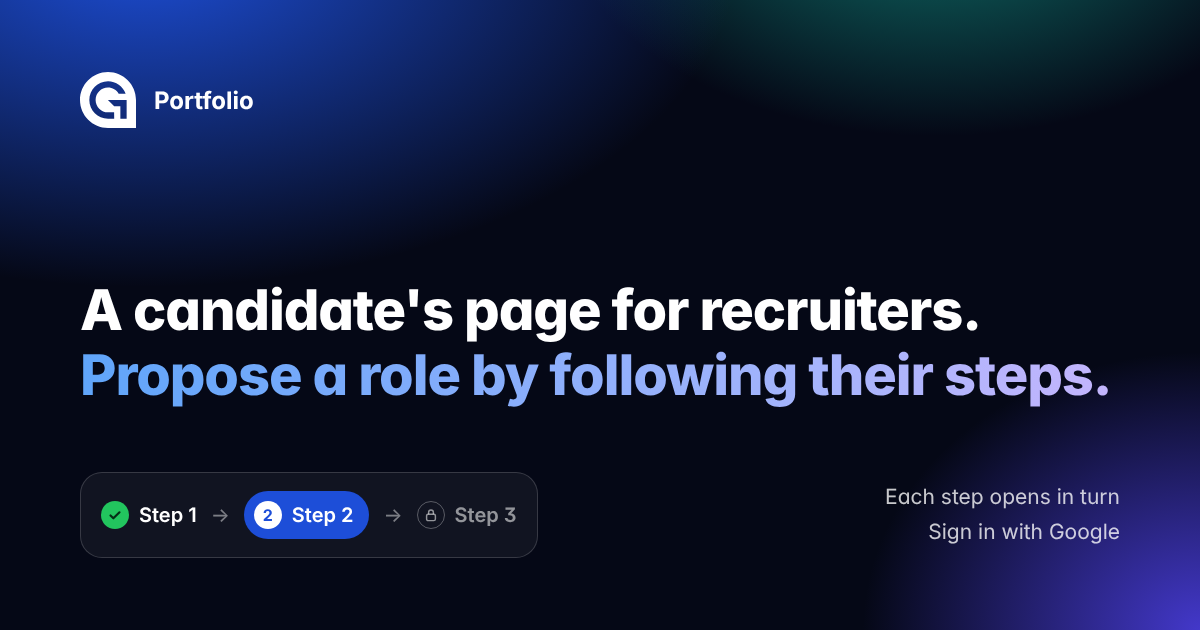 Portfolio
A candidate's page for recruiters.
Propose a role by following their steps.
Step 1 → 2 Step 2 → Step 3
Each step opens in turn
Sign in with Google